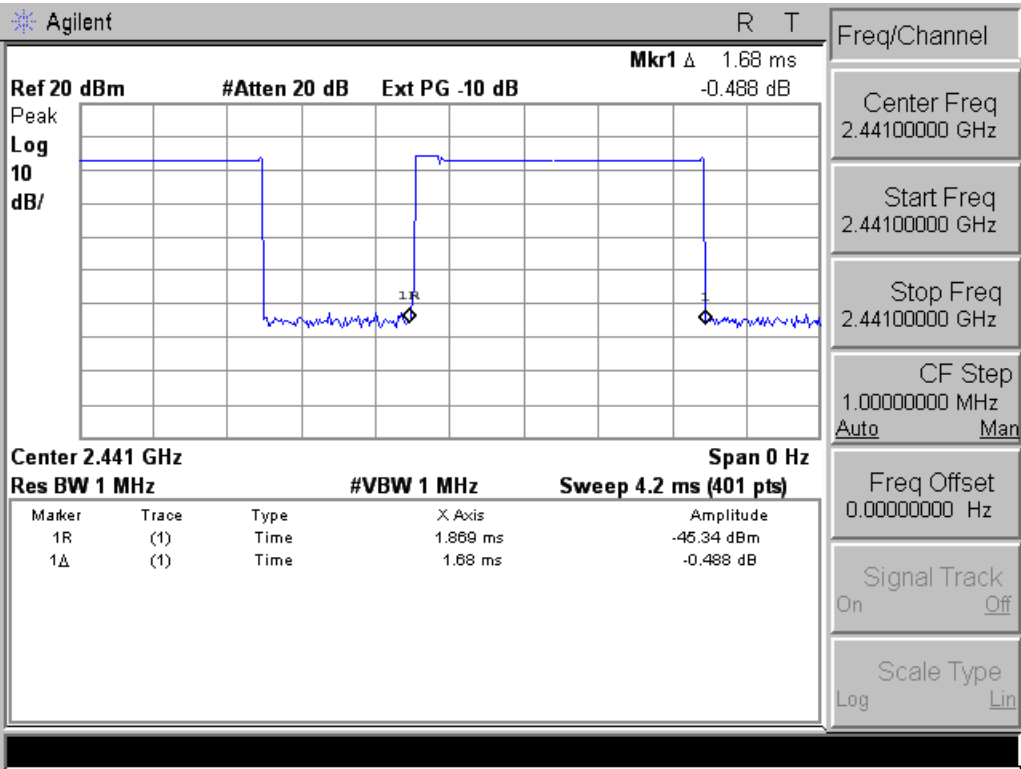 Agilent R T
Mkr1 Δ 1.68 ms
Ref 20 dBm #Atten 20 dB Ext PG -10 dB -0.488 dB
Peak
Log
10
dB/
1R
1
Center 2.441 GHz Span 0 Hz
Res BW 1 MHz #VBW 1 MHz Sweep 4.2 ms (401 pts)
Marker Trace Type X Axis Amplitude
1R (1) Time 1.869 ms -45.34 dBm
1Δ (1) Time 1.68 ms -0.488 dB
Freq/Channel
Center Freq
2.44100000 GHz
Start Freq
2.44100000 GHz
Stop Freq
2.44100000 GHz
CF Step
1.00000000 MHz
Auto Man
Freq Offset
0.00000000 Hz
Signal Track
On Off
Scale Type
Log Lin